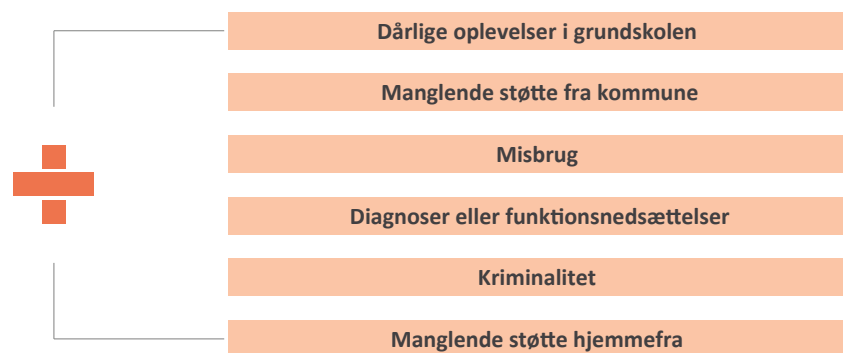 Dårlige oplevelser i grundskolen
Manglende støtte fra kommune
Misbrug
Diagnoser eller funktionsnedsættelser
Kriminalitet
Manglende støtte hjemmefra